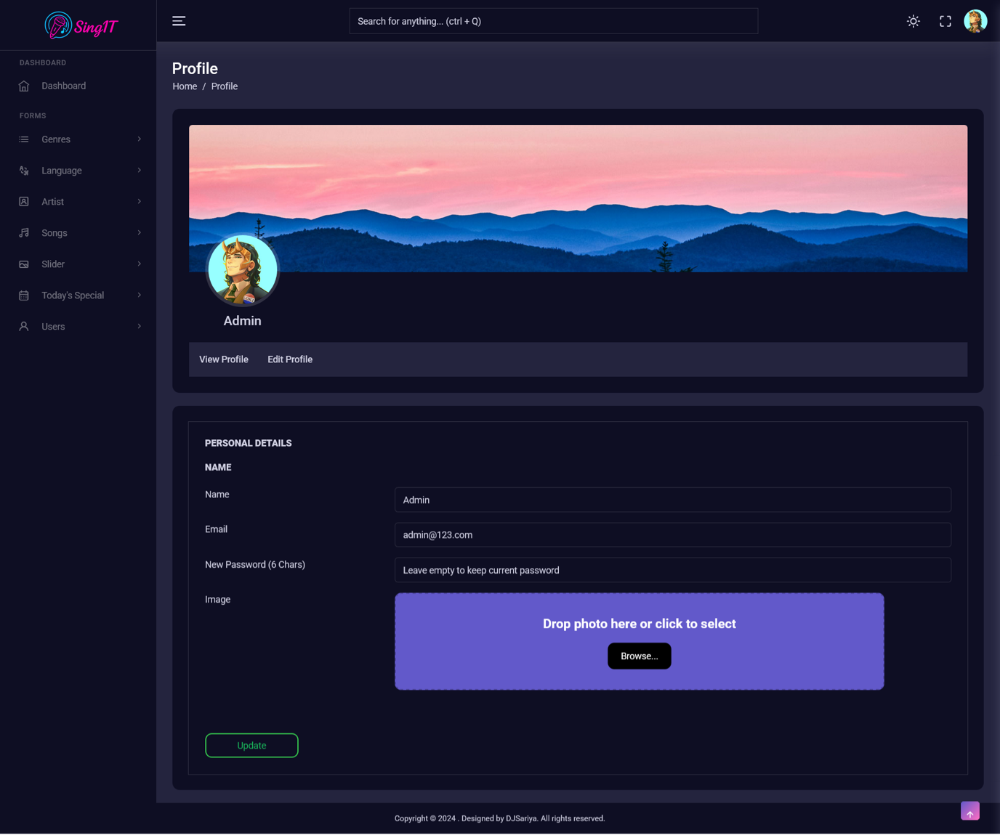 SingIT
Search for anything... (ctrl + Q)
DASHBOARD
Dashboard
FORMS
Genres
Language
Artist
Songs
Slider
Today's Special
Users
Profile
Home / Profile
Admin
View Profile Edit Profile
PERSONAL DETAILS
NAME
Name
Admin
Email
admin@123.com
New Password (6 Chars)
Leave empty to keep current password
Image
Drop photo here or click to select
Browse...
Update
Copyright © 2024 . Designed by DJSariya. All rights reserved.